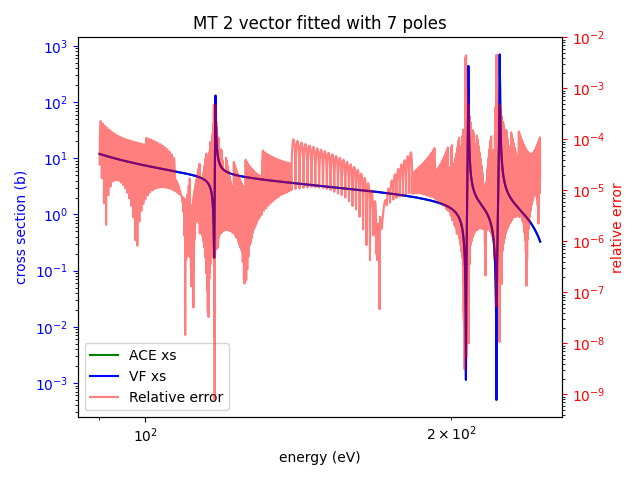 MT 2 vector fitted with 7 poles
cross section (b)
10³
10²
10¹
10⁰
10⁻¹
10⁻²
10⁻³
10⁻²
10⁻³
10⁻⁴
10⁻⁵
10⁻⁶
10⁻⁷
10⁻⁸
10⁻⁹
relative error
ACE xs
VF xs
Relative error
10²
2 × 10²
energy (eV)